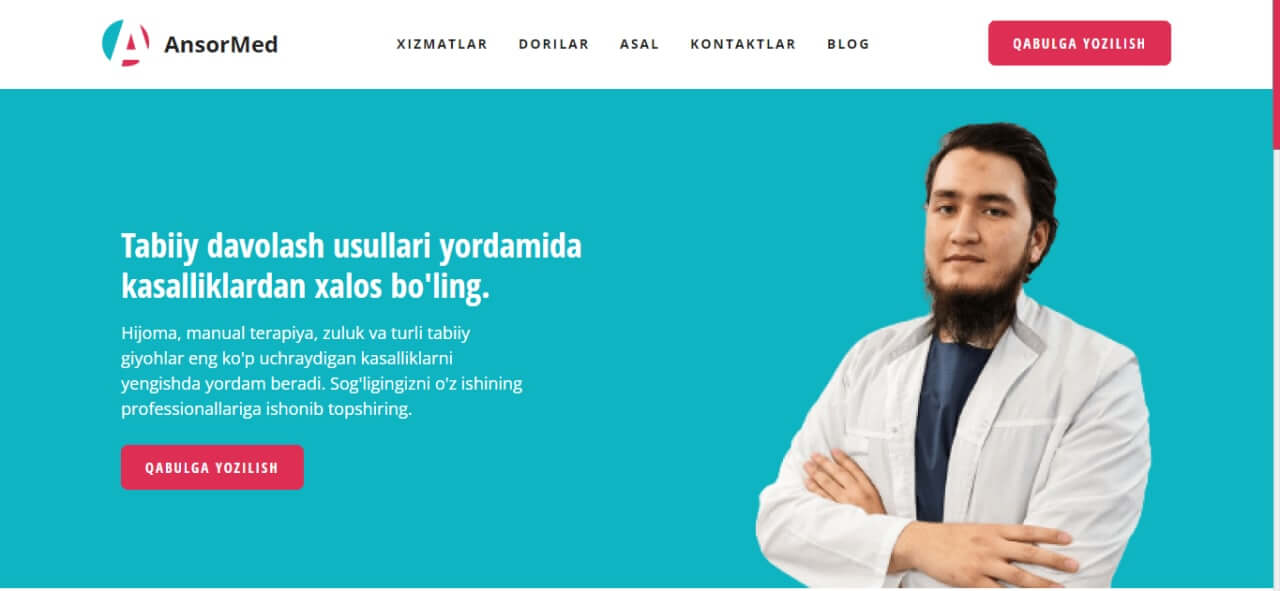 AnsorMed
XIZMATLAR DORILAR ASAL KONTAKTLAR BLOG
QABULGA YOZILISH
Tabiiy davolash usullari yordamida
kasalliklardan xalos bo'ling.
Hijoma, manual terapiya, zuluk va turli tabiiy
giyohlar eng ko'p uchraydigan kasalliklarni
yengishda yordam beradi. Sog'ligingizni o'z ishining
professionallariga ishonib topshiring.
QABULGA YOZILISH